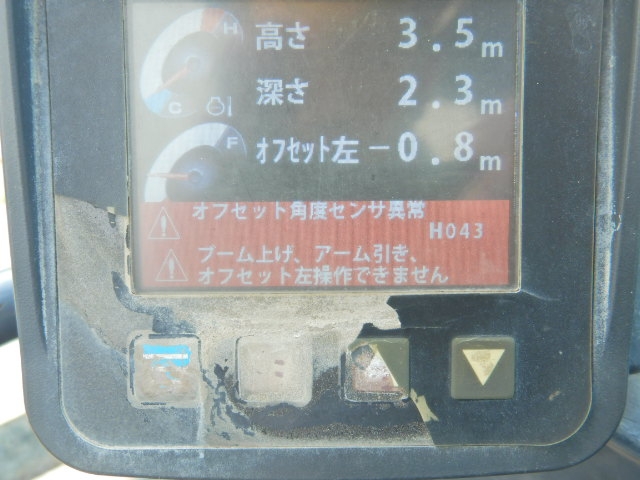 H
C
高さ 3.5m
深さ 2.3m
F
オフセット左 -0.8m
オフセット角度センサ異常
H043
ブーム上げ、アーム引き、
オフセット左操作できません